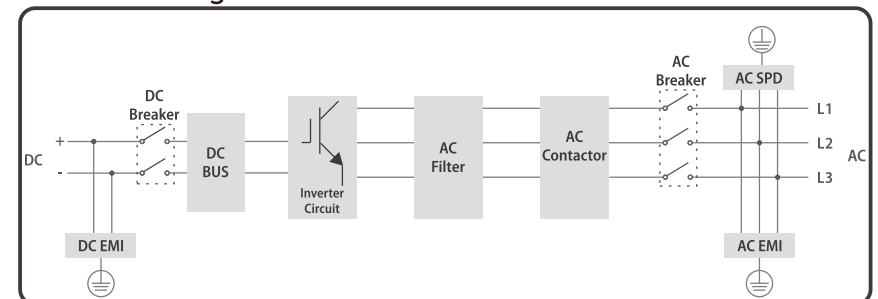 DC
+
-
DC
Breaker
DC
BUS
DC EMI
Inverter
Circuit
AC
Filter
AC
Contactor
AC
Breaker
AC SPD
L1
L2
L3
AC
AC EMI